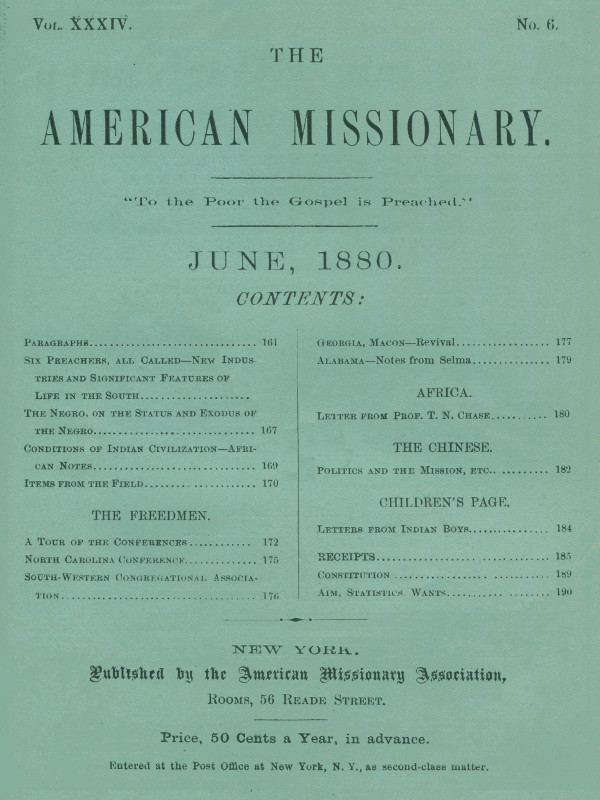 Vol. XXXIV.
No. 6.
THE
AMERICAN MISSIONARY.
“To the Poor the Gospel is Preached.”
JUNE, 1880.
CONTENTS:
Paragraphs................................. 161
Six Preachers, all Called—New Indus-
tries and Significant Features of
Life in the South.....................
The Negro, on the Status and Exodus of
the Negro................................ 167
Conditions of Indian Civilization—Afri-
can Notes................................ 169
Items from the Field...................... 170
THE FREEDMEN.
A Tour of the Conferences ............ 172
North Carolina Conference.............. 175
South-Western Congregational Associa-
tion....................................... 176
Georgia, Macon—Revival................... 177
Alabama—Notes from Selma............... 179
AFRICA.
Letter from Prof. T. N. Chase........... 180
THE CHINESE.
Politics and the Mission, etc............ 182
CHILDREN'S PAGE.
Letters from Indian Boys................ 184
RECEIPTS................................... 185
Constitution ............................... 189
Aim, Statistics, Wants.................... 190
NEW YORK.
Published by the American Missionary Association,
Rooms, 56 Reade Street.
Price, 50 Cents a Year, in advance.
Entered at the Post Office at New York, N. Y., as second-class matter.